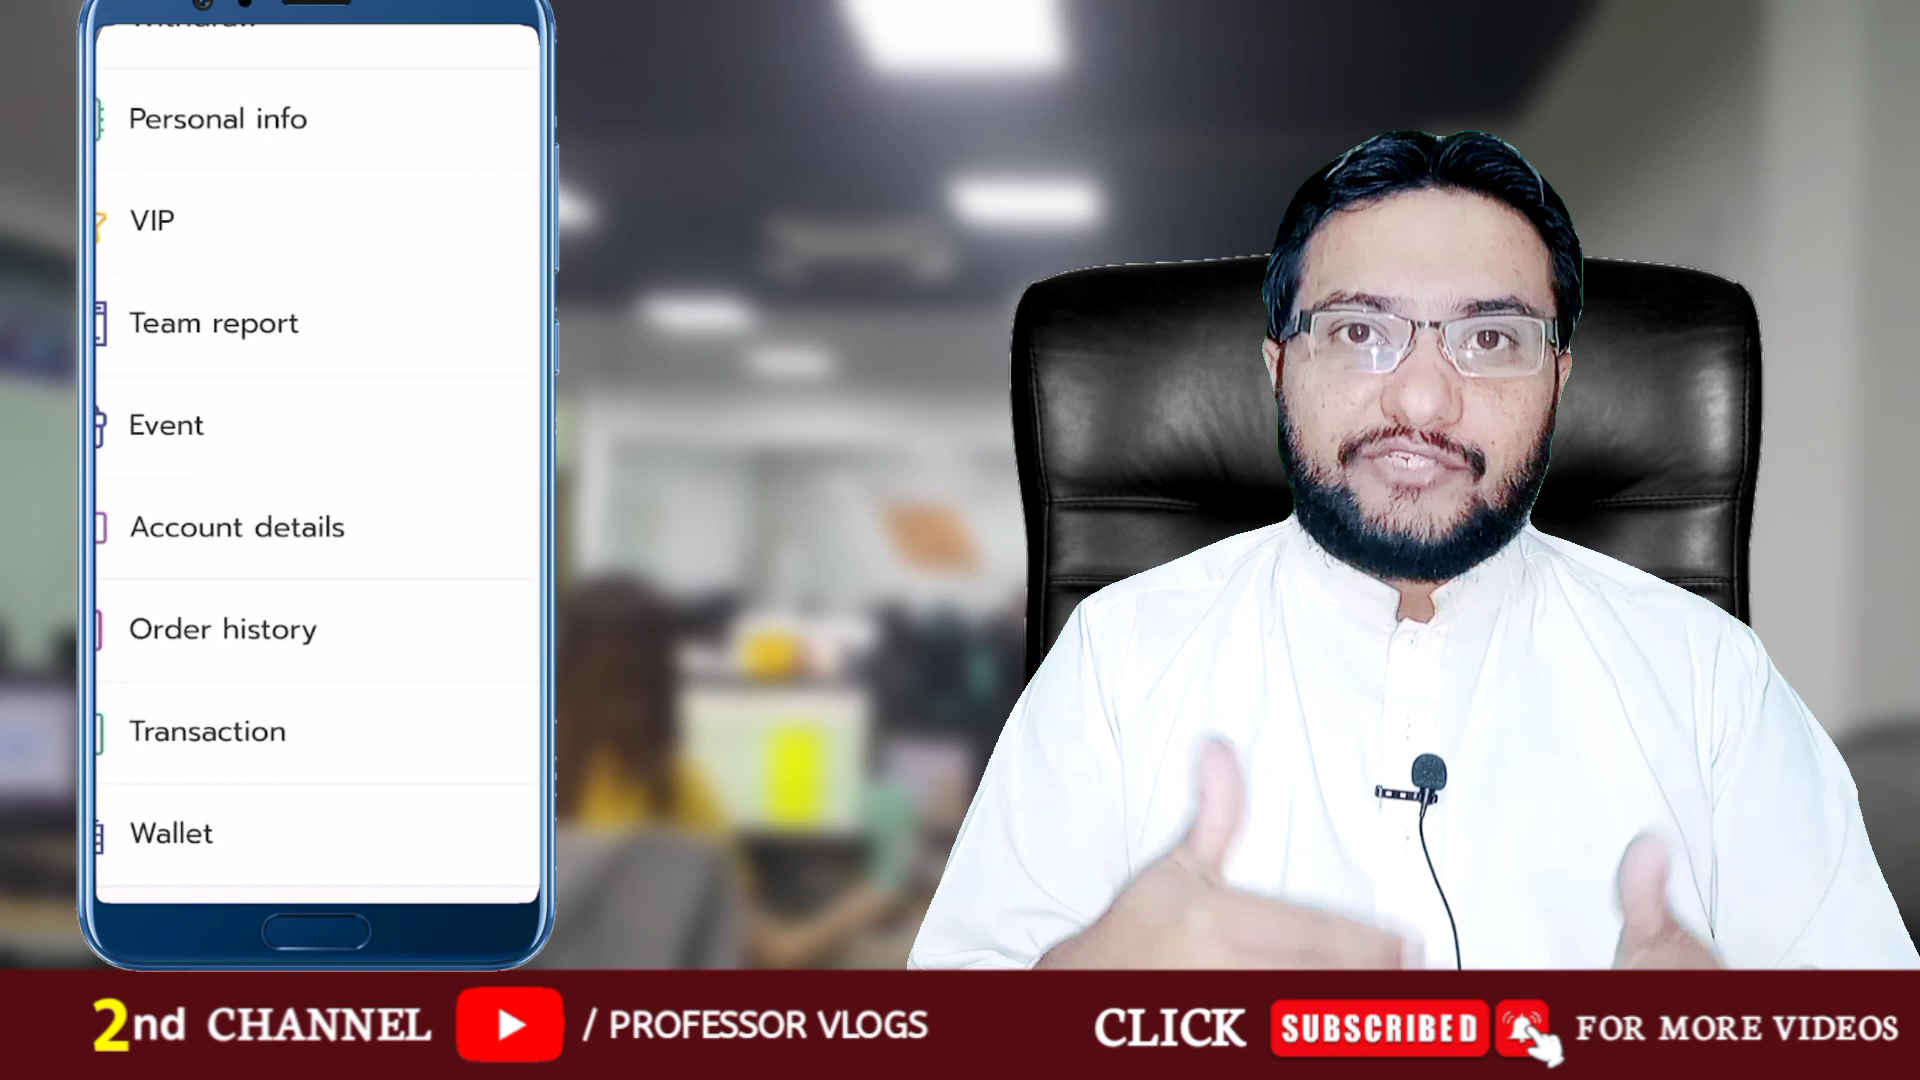 Withdraw
Personal info
VIP
Team report
Event
Account details
Order history
Transaction
Wallet
2nd CHANNEL / PROFESSOR VLOGS
CLICK SUBSCRIBED FOR MORE VIDEOS